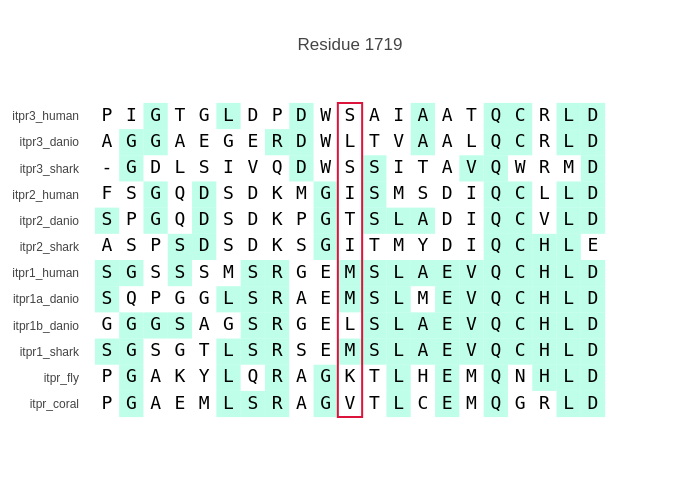 Residue 1719
itpr3_human P I G T G L D P D W S A I A A T Q C R L D
itpr3_danio A G G A E G E R D W L T V A A L Q C R L D
itpr3_shark - G D L S I V Q D W S S I T A V Q W R M D
itpr2_human F S G Q D S D K M G I S M S D I Q C L L D
itpr2_danio S P G Q D S D K P G T S L A D I Q C V L D
itpr2_shark A S P S D S D K S G I T M Y D I Q C H L E
itpr1_human S G S S S M S R G E M S L A E V Q C H L D
itpr1a_danio S Q P G G L S R A E M S L M E V Q C H L D
itpr1b_danio G G G S A G S R G E L S L A E V Q C H L D
itpr1_shark S G S G T L S R S E M S L A E V Q C H L D
itpr_fly P G A K Y L Q R A G K T L H E M Q N H L D
itpr_coral P G A E M L S R A G V T L C E M Q G R L D